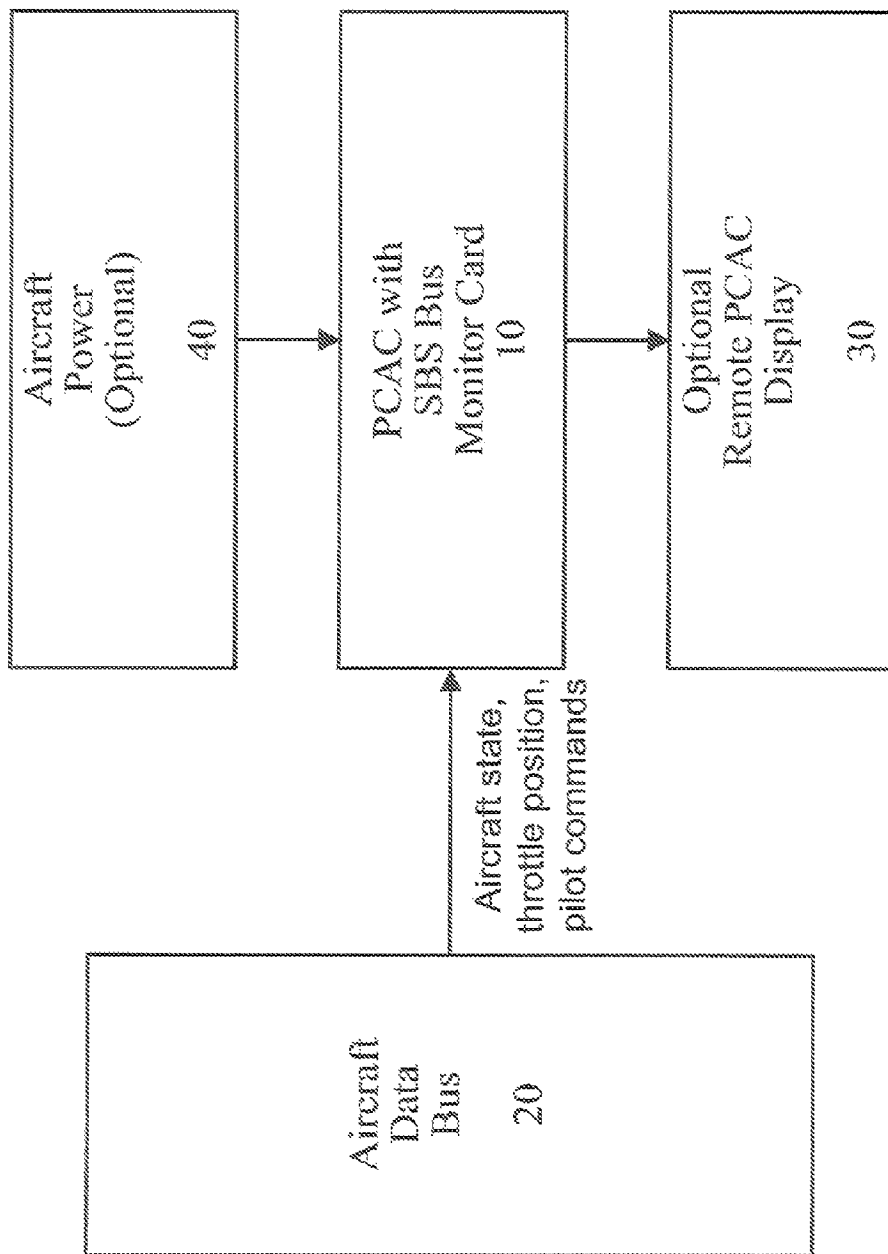 Aircraft
Data
Bus
20
Aircraft state,
throttle position,
pilot commands
Aircraft
Power
(Optional)
40
PCAC with
SBS Bus
Monitor Card
10
Optional
Remote PCAC
Display
30